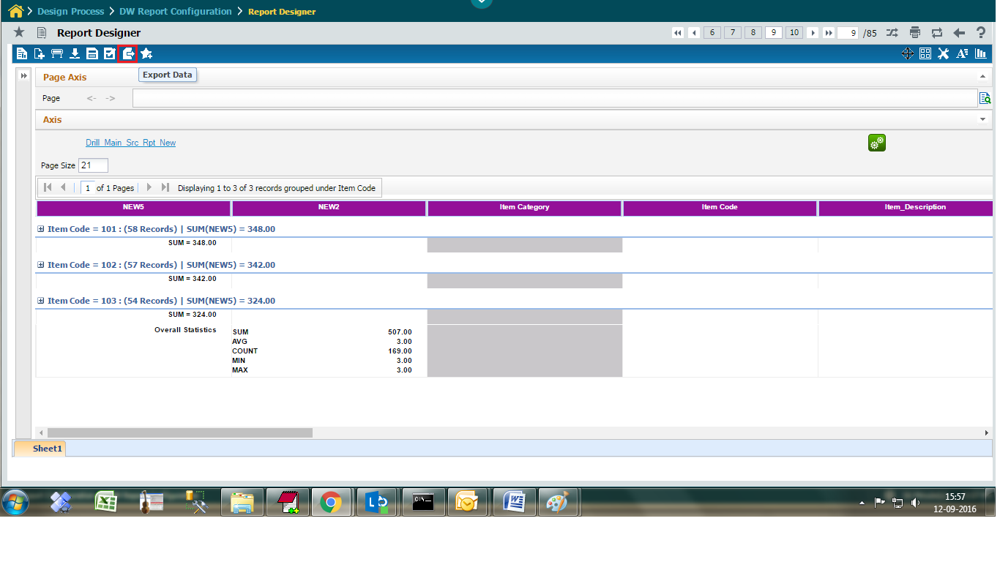 Design Process > DW Report Configuration > Report Designer
Report Designer
6 7 8 9 10 9 /85
Export Data
Page Axis
Page <- ->
Axis
Drill_Main_Src_Rpt_New
Page Size 21
1 of 1 Pages Displaying 1 to 3 of 3 records grouped under Item Code
NEW5 NEW2 Item Category Item Code Item_Description
Item Code = 101 : (58 Records) | SUM(NEW5) = 348.00
SUM = 348.00
Item Code = 102 : (57 Records) | SUM(NEW5) = 342.00
SUM = 342.00
Item Code = 103 : (54 Records) | SUM(NEW5) = 324.00
SUM = 324.00
Overall Statistics SUM 507.00
AVG 3.00
COUNT 169.00
MIN 3.00
MAX 3.00
Sheet1
15:57
12-09-2016